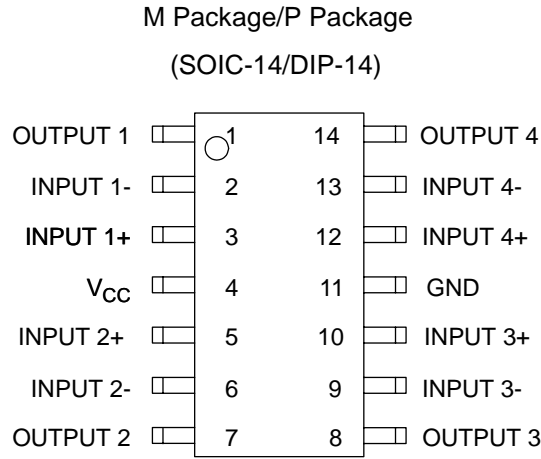 M Package/P Package
(SOIC-14/DIP-14)
OUTPUT 1 1 14 OUTPUT 4
INPUT 1- 2 13 INPUT 4-
INPUT 1+ 3 12 INPUT 4+
VCC 4 11 GND
INPUT 2+ 5 10 INPUT 3+
INPUT 2- 6 9 INPUT 3-
OUTPUT 2 7 8 OUTPUT 3